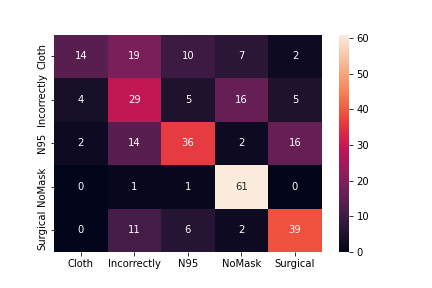 Cloth 14 19 10 7 2
Incorrectly 4 29 5 16 5
N95 2 14 36 2 16
NoMask 0 1 1 61 0
Surgical 0 11 6 2 39
Cloth Incorrectly N95 NoMask Surgical
60
50
40
30
20
10
0